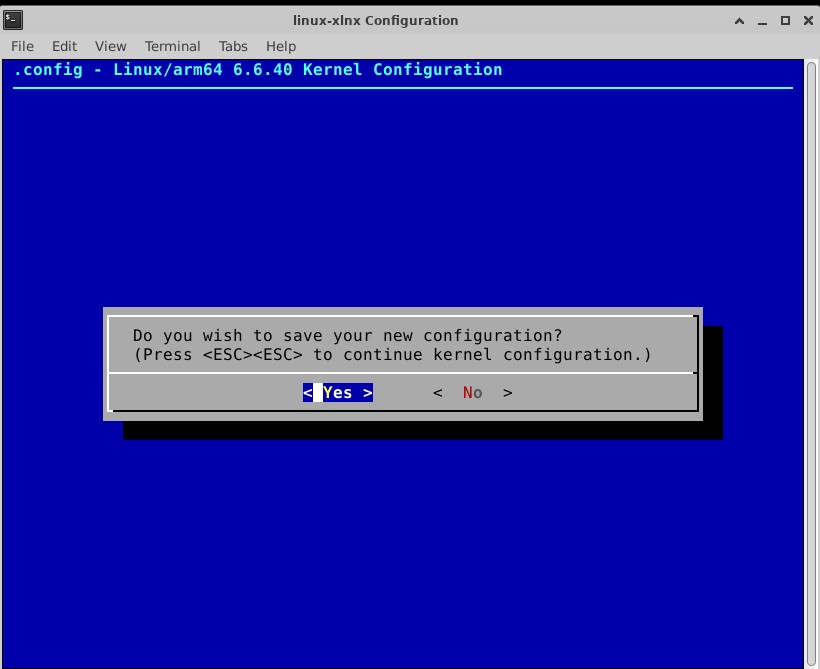 linux-xlnx Configuration
File Edit View Terminal Tabs Help
.config - Linux/arm64 6.6.40 Kernel Configuration
Do you wish to save your new configuration?
(Press <ESC><ESC> to continue kernel configuration.)
< Yes > < No >